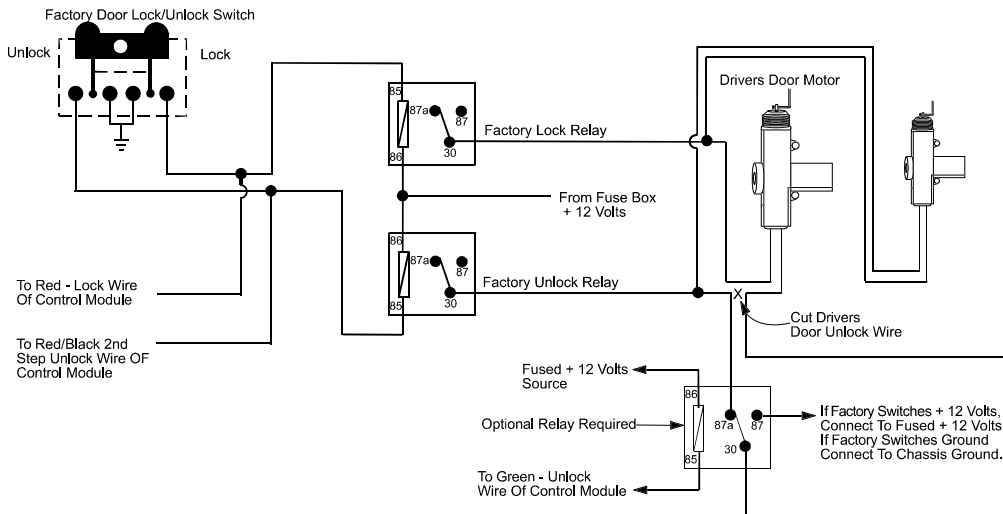 Factory Door Lock/Unlock Switch
Unlock
Lock
85
87a
87
86
30
Factory Lock Relay
Drivers Door Motor
From Fuse Box
+ 12 Volts
86
87a
87
85
30
Factory Unlock Relay
To Red - Lock Wire
Of Control Module
X
Cut Drivers
Door Unlock Wire
To Red/Black 2nd
Step Unlock Wire OF
Control Module
Fused + 12 Volts
Source
86
Optional Relay Required
87a
87
30
85
If Factory Switches + 12 Volts,
Connect To Fused + 12 Volts
If Factory Switches Ground
Connect To Chassis Ground.
To Green - Unlock
Wire Of Control Module